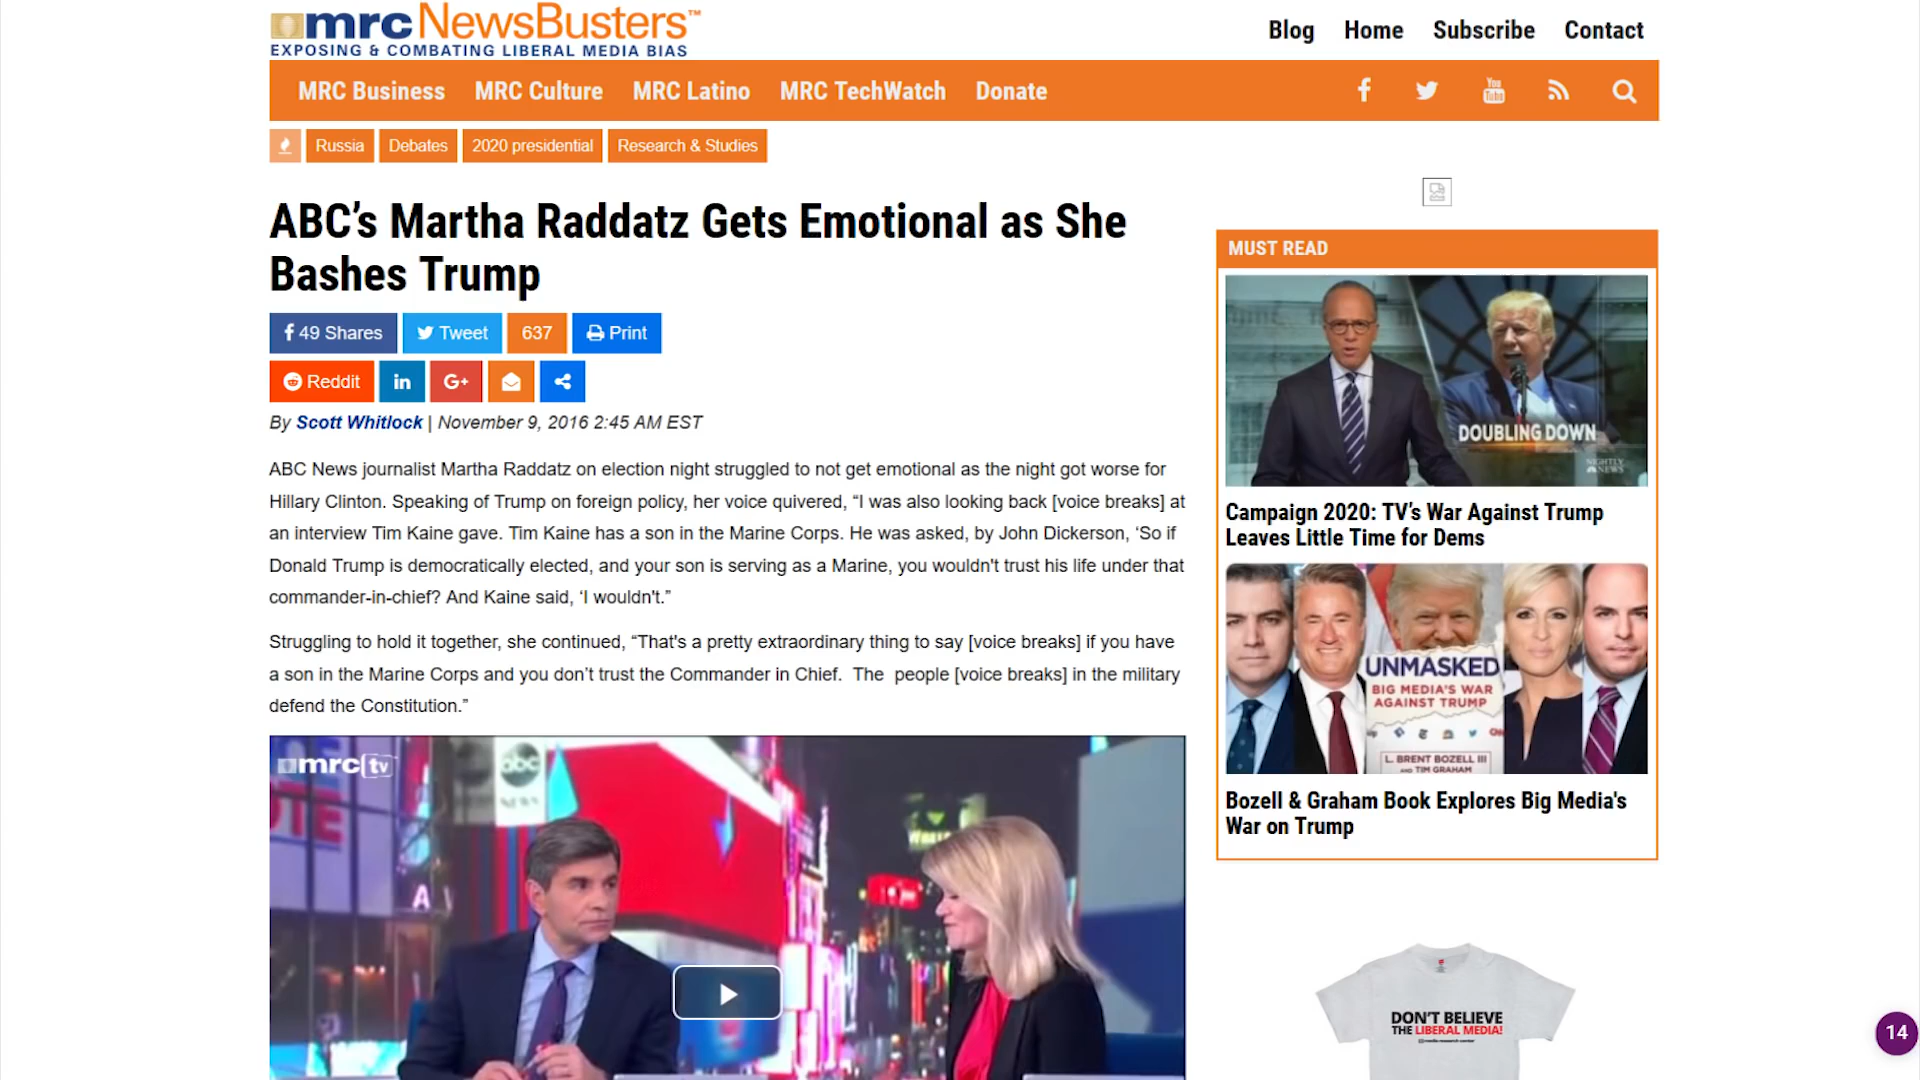 mrc NewsBusters™
EXPOSING & COMBATING LIBERAL MEDIA BIAS
Blog Home Subscribe Contact
MRC Business MRC Culture MRC Latino MRC TechWatch Donate
You Tube
Russia Debates 2020 presidential Research & Studies
ABC’s Martha Raddatz Gets Emotional as She
Bashes Trump
49 Shares Tweet 637 Print
Reddit in G+
By Scott Whitlock | November 9, 2016 2:45 AM EST
ABC News journalist Martha Raddatz on election night struggled to not get emotional as the night got worse for
Hillary Clinton. Speaking of Trump on foreign policy, her voice quivered, “I was also looking back [voice breaks] at
an interview Tim Kaine gave. Tim Kaine has a son in the Marine Corps. He was asked, by John Dickerson, ‘So if
Donald Trump is democratically elected, and your son is serving as a Marine, you wouldn't trust his life under that
commander-in-chief? And Kaine said, ‘I wouldn't.”
Struggling to hold it together, she continued, “That's a pretty extraordinary thing to say [voice breaks] if you have
a son in the Marine Corps and you don’t trust the Commander in Chief. The people [voice breaks] in the military
defend the Constitution.”
mrc tv
abc
NEWS
A
MUST READ
DOUBLING DOWN
NIGHTLY
NEWS
Campaign 2020: TV’s War Against Trump
Leaves Little Time for Dems
UNMASKED
BIG MEDIA'S WAR
AGAINST TRUMP
L. BRENT BOZELL III
AND TIM GRAHAM
Bozell & Graham Book Explores Big Media's
War on Trump
DON'T BELIEVE
THE LIBERAL MEDIA!
media research center
14